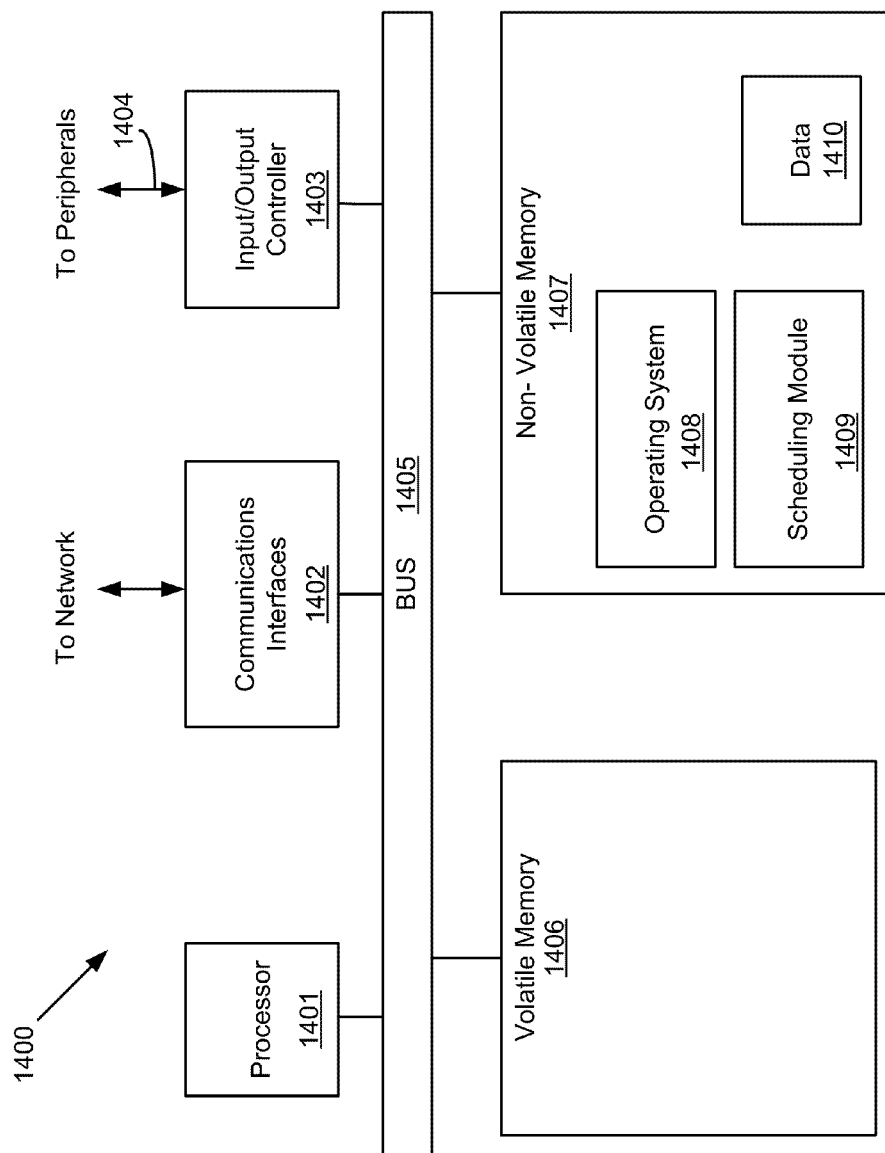 1400
To Network
To Peripherals
1404
Processor
1401
Communications
Interfaces
1402
Input/Output
Controller
1403
BUS
1405
Volatile Memory
1406
Non- Volatile Memory
1407
Operating System
1408
Scheduling Module
1409
Data
1410